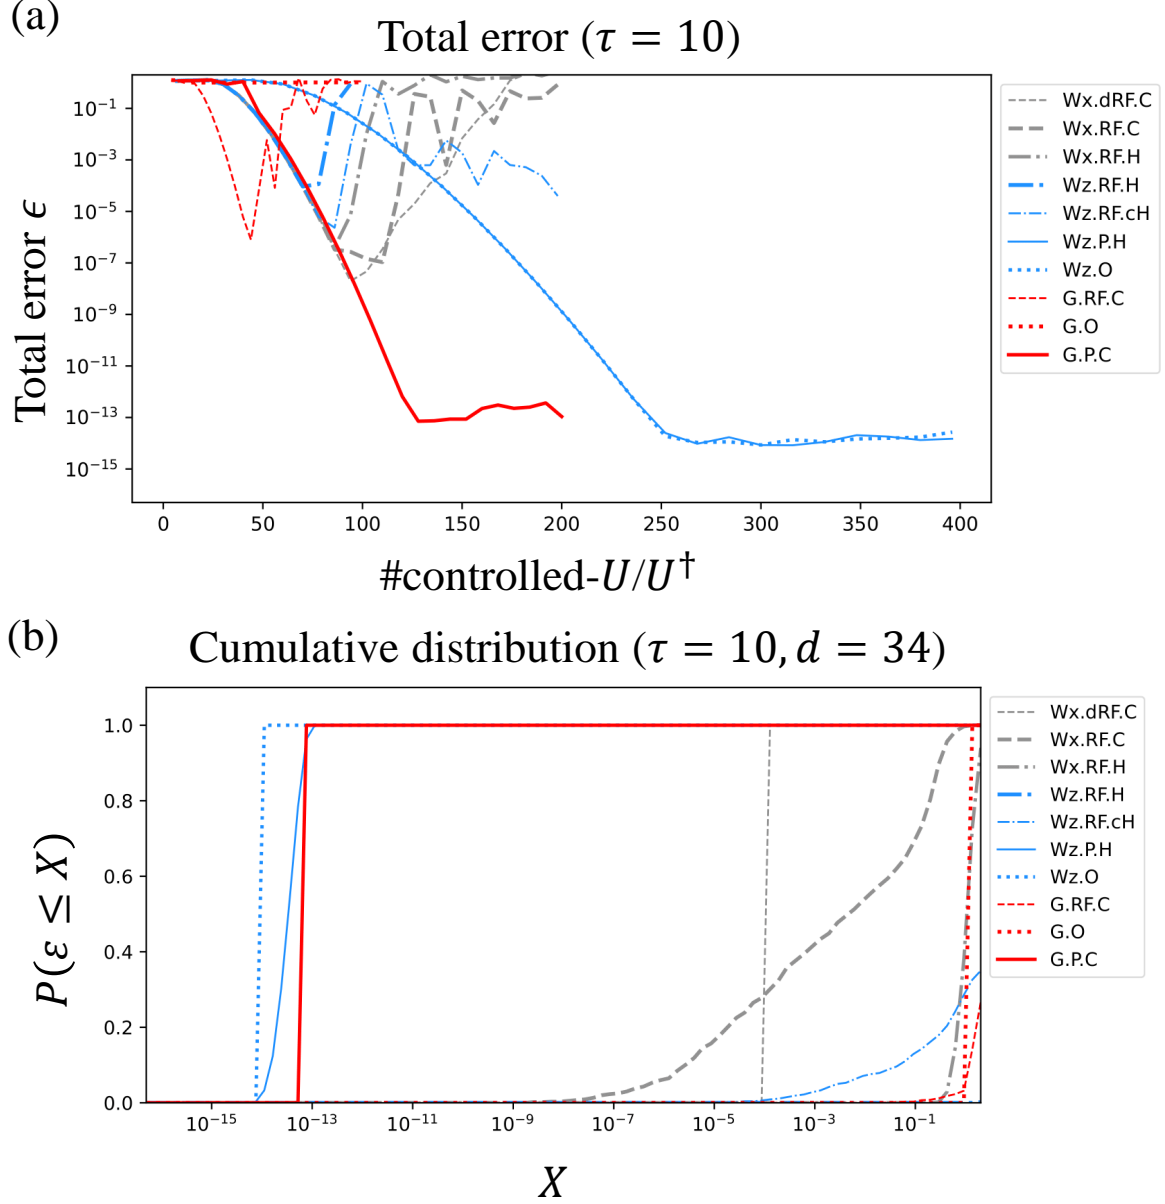 (a)
Total error (τ = 10)
Total error ϵ
10⁻¹
10⁻³
10⁻⁵
10⁻⁷
10⁻⁹
10⁻¹¹
10⁻¹³
10⁻¹⁵
0 50 100 150 200 250 300 350 400
#controlled-U/U†
Wx.dRF.C
Wx.RF.C
Wx.RF.H
Wz.RF.H
Wz.RF.cH
Wz.P.H
Wz.O
G.RF.C
G.O
G.P.C
(b)
Cumulative distribution (τ = 10, d = 34)
P(ε ≤ X)
1.0
0.8
0.6
0.4
0.2
0.0
10⁻¹⁵ 10⁻¹³ 10⁻¹¹ 10⁻⁹ 10⁻⁷ 10⁻⁵ 10⁻³ 10⁻¹
X
Wx.dRF.C
Wx.RF.C
Wx.RF.H
Wz.RF.H
Wz.RF.cH
Wz.P.H
Wz.O
G.RF.C
G.O
G.P.C